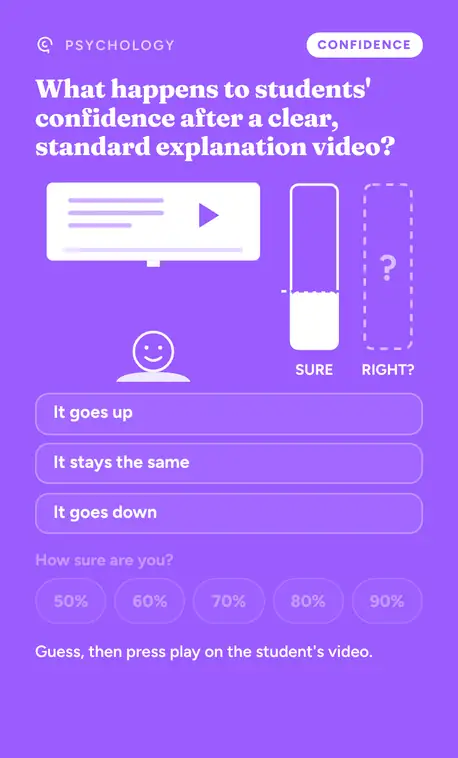 PSYCHOLOGY
CONFIDENCE
What happens to students'
confidence after a clear,
standard explanation video?
?
SURE
RIGHT?
It goes up
It stays the same
It goes down
How sure are you?
50%
60%
70%
80%
90%
Guess, then press play on the student's video.